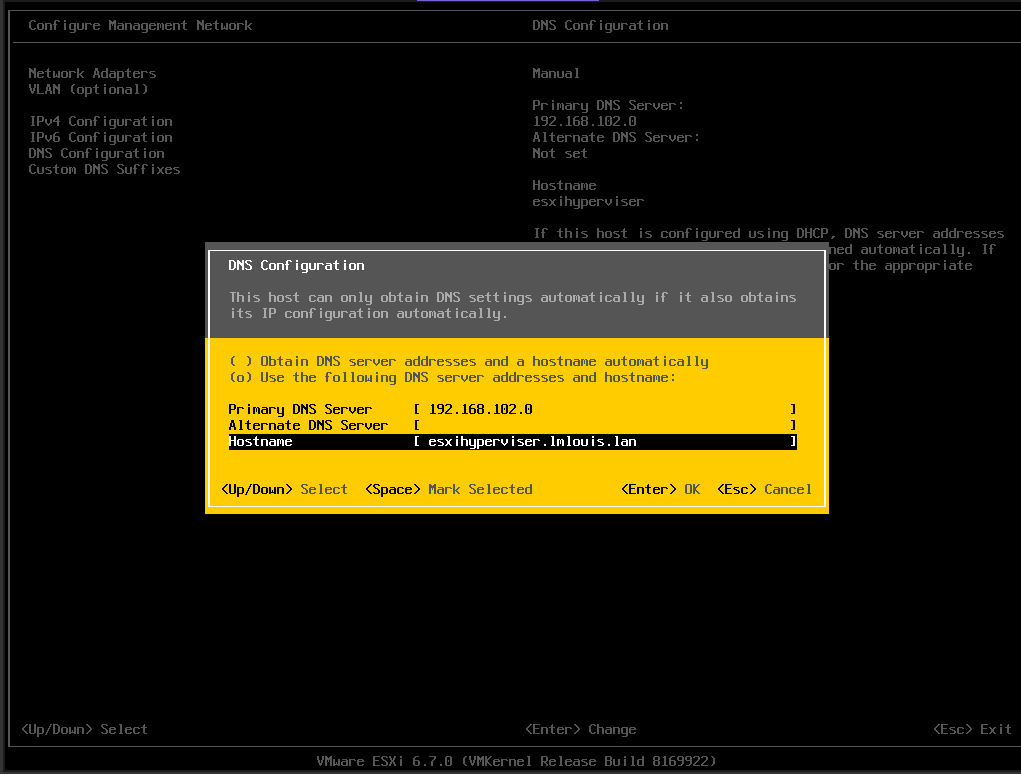 Configure Management Network
DNS Configuration
Network Adapters
VLAN (optional)
IPv4 Configuration
IPv6 Configuration
DNS Configuration
Custom DNS Suffixes
Manual
Primary DNS Server:
192.168.102.0
Alternate DNS Server:
Not set
Hostname
esxihyperviser
If this host is configured using DHCP, DNS server addresses
ned automatically. If
or the appropriate
DNS Configuration
This host can only obtain DNS settings automatically if it also obtains
its IP configuration automatically.
( ) Obtain DNS server addresses and a hostname automatically
(o) Use the following DNS server addresses and hostname:
Primary DNS Server [ 192.168.102.0 ]
Alternate DNS Server [ ]
Hostname [ esxihyperviser.lmlouis.lan ]
<Up/Down> Select <Space> Mark Selected <Enter> OK <Esc> Cancel
<Up/Down> Select <Enter> Change <Esc> Exit
VMware ESXi 6.7.0 (VMKernel Release Build 8169922)